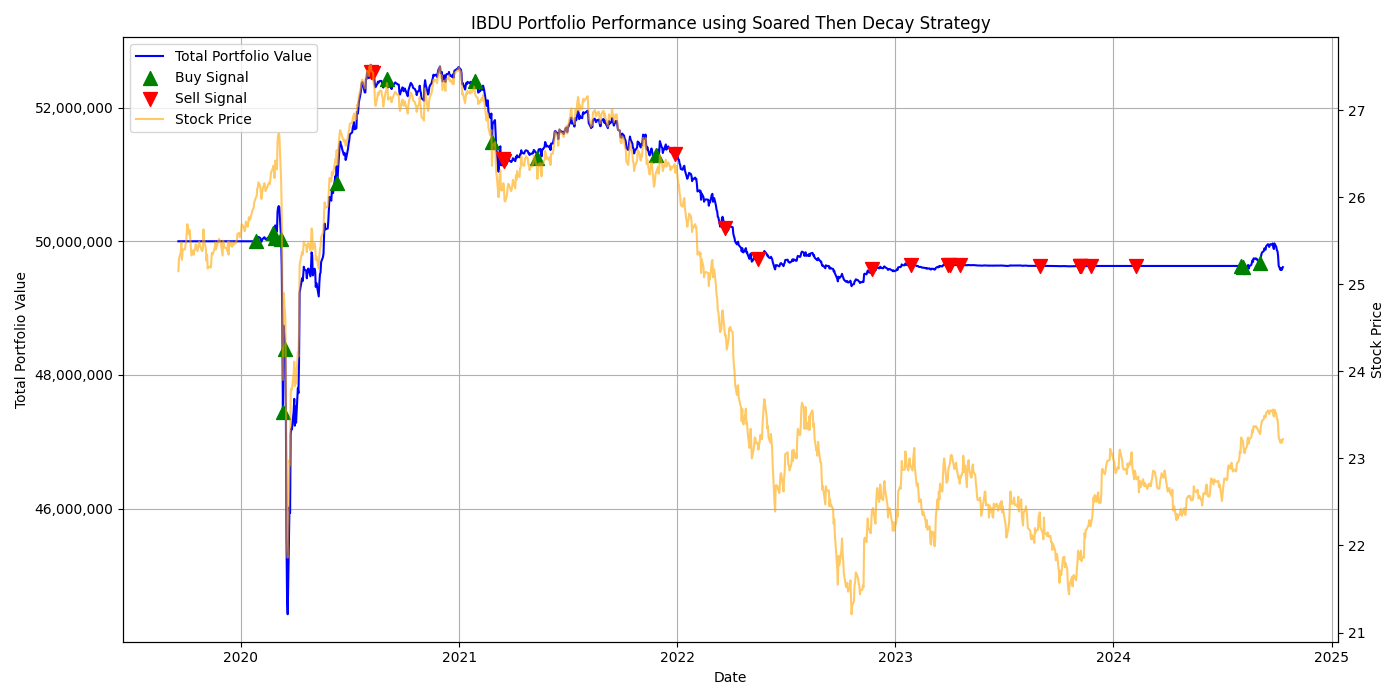 IBDU Portfolio Performance using Soared Then Decay Strategy
Total Portfolio Value
Buy Signal
Sell Signal
Stock Price
52,000,000
50,000,000
48,000,000
46,000,000
Total Portfolio Value
27
26
25
24
23
22
21
Stock Price
2020
2021
2022
2023
2024
2025
Date